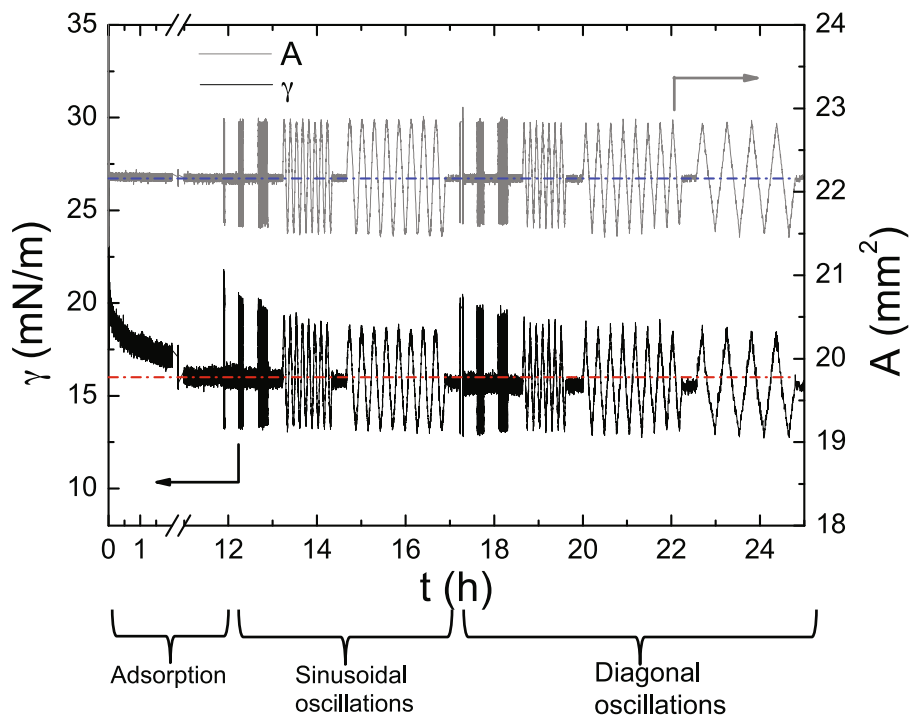 35
30
25
20
15
10
γ (mN/m)
A
γ
24
23
22
21
20
19
18
A (mm²)
0 1 12 14 16 18 20 22 24
t (h)
Adsorption
Sinusoidal
oscillations
Diagonal
oscillations